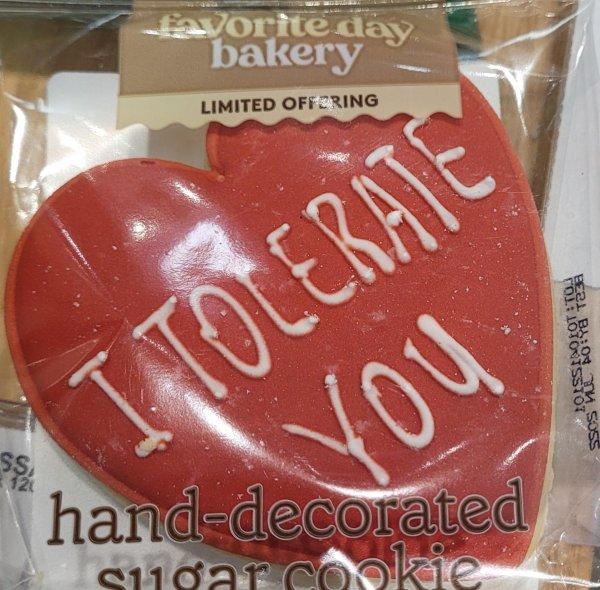 favorite day
bakery
LIMITED OFFERING
I TOLERATE
YOU
hand-decorated
sugar cookie